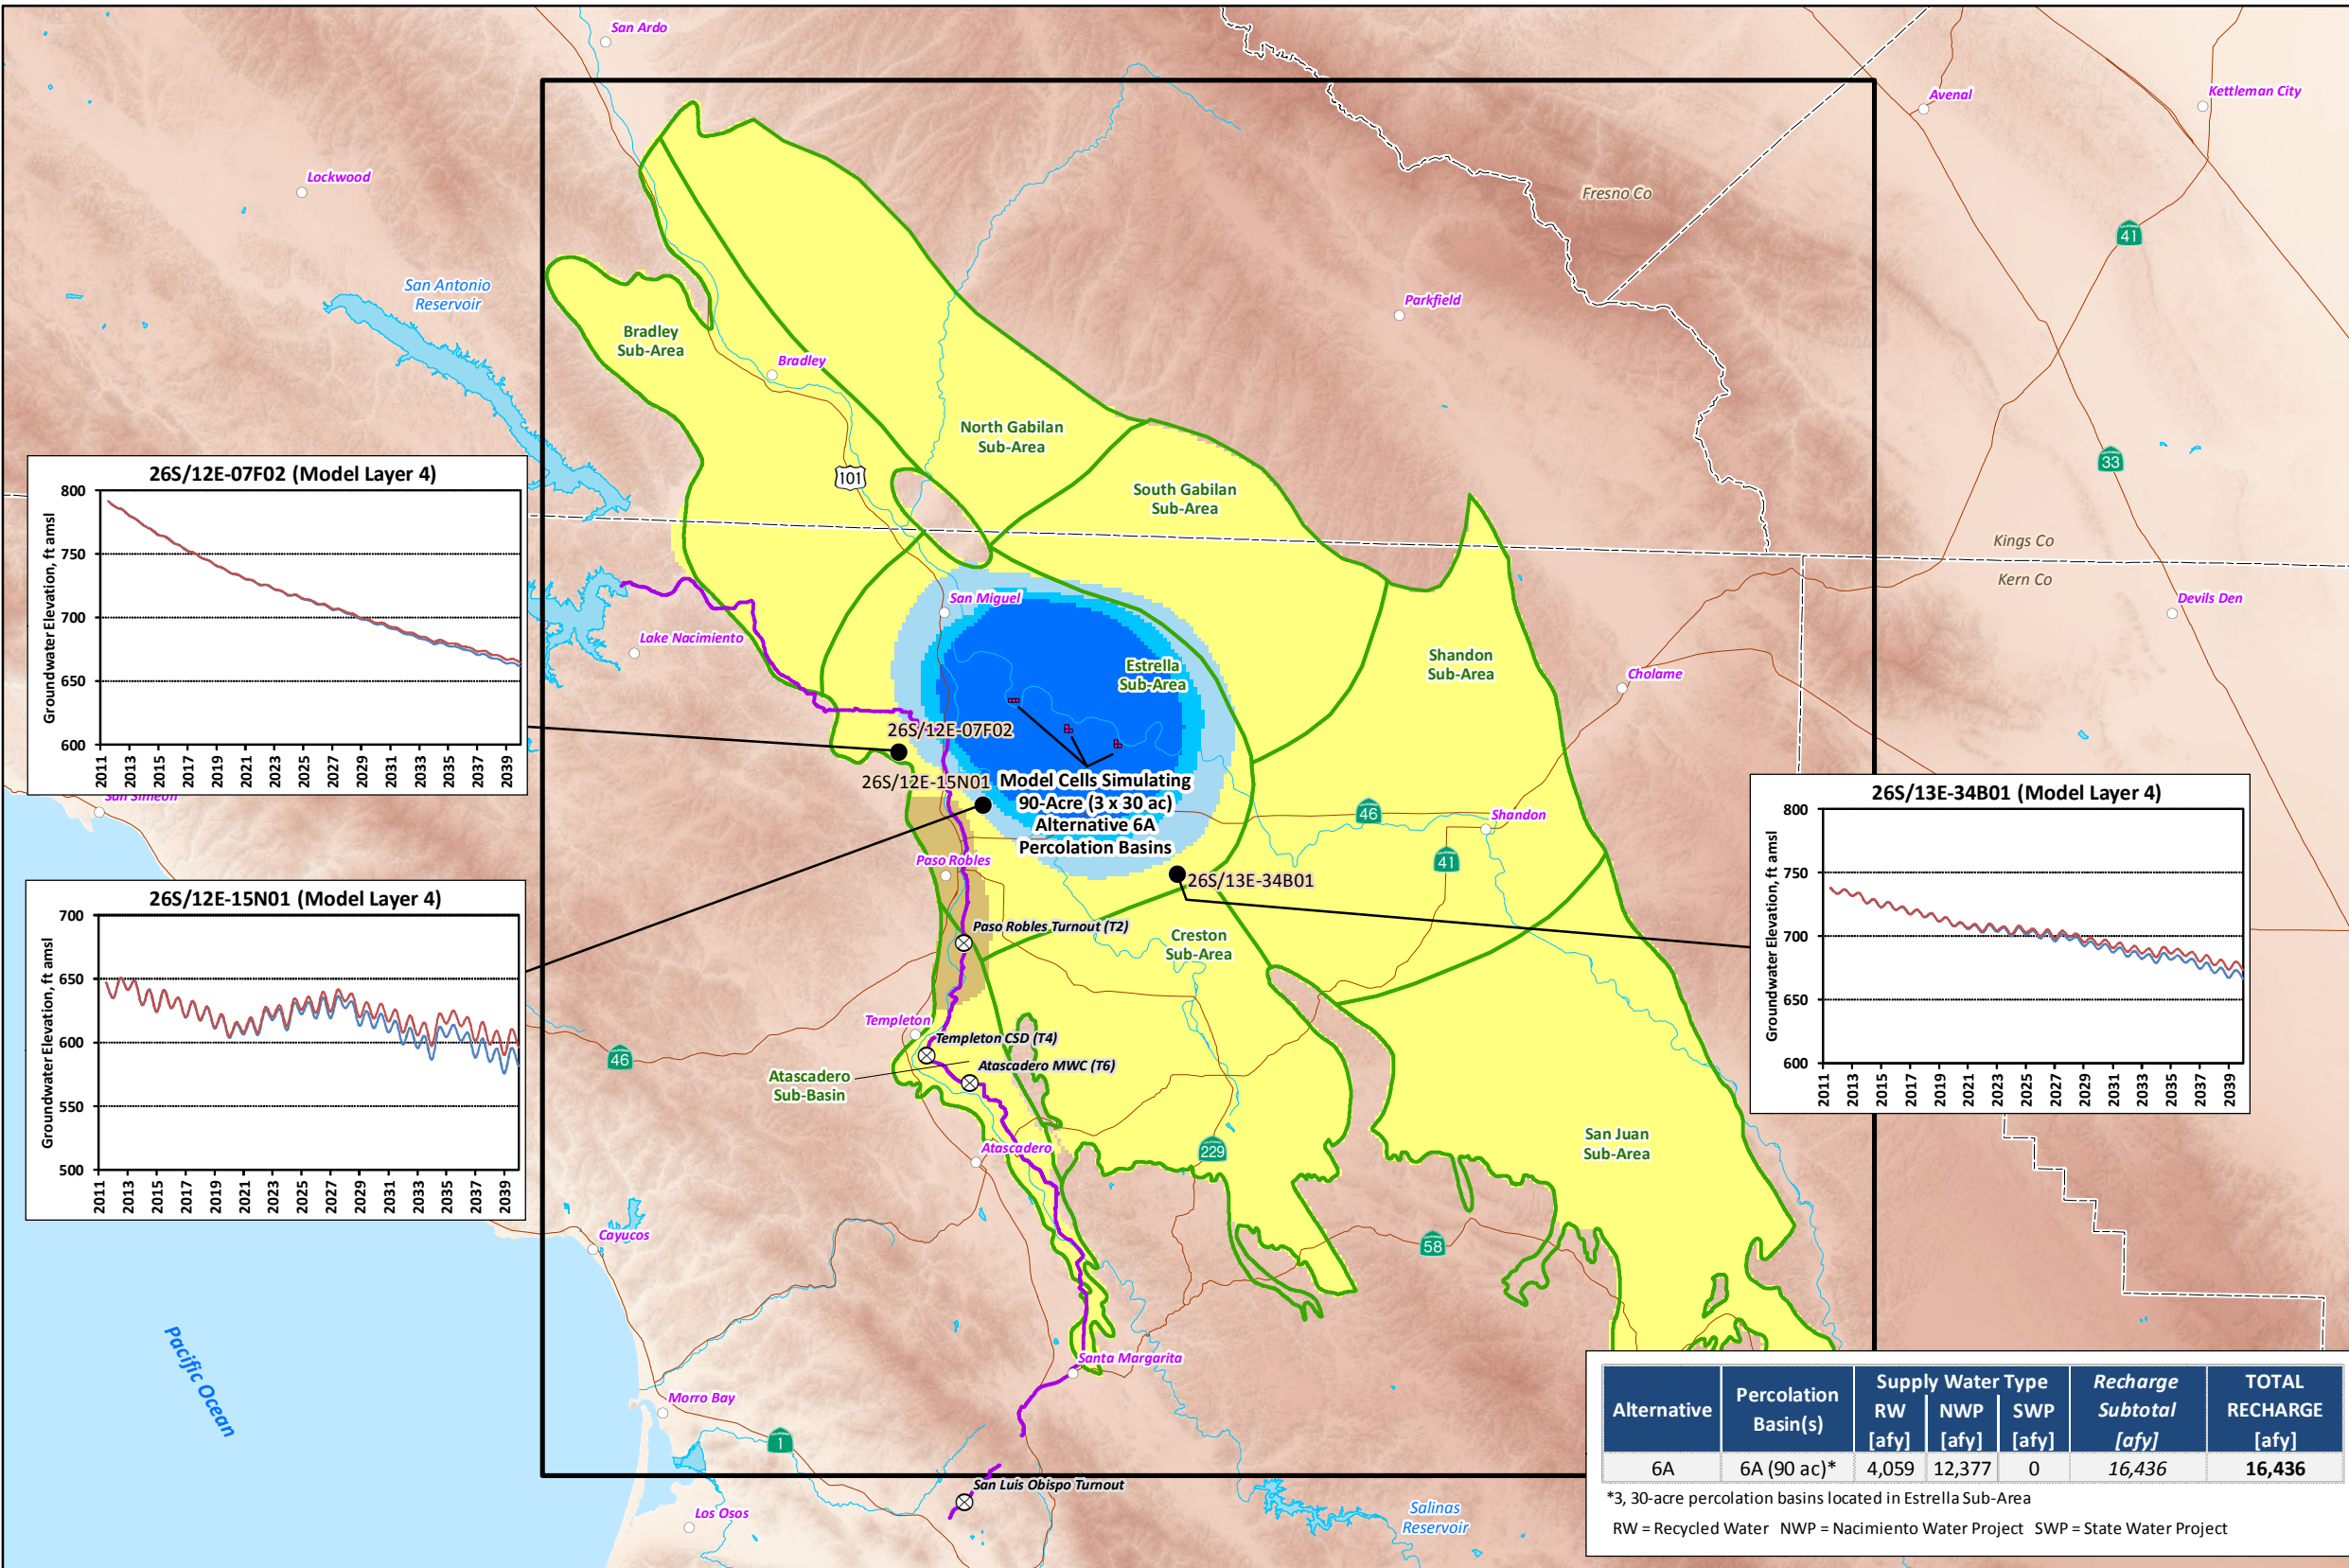 San Ardo
Avenal
Kettleman City
Lockwood
Fresno Co
41
San Antonio
Reservoir
Parkfield
Bradley
Sub-Area
Bradley
North Gabilan
Sub-Area
101
33
South Gabilan
Sub-Area
Kings Co
Kern Co
Devils Den
San Miguel
Lake Nacimiento
Estrella
Sub-Area
Shandon
Sub-Area
Cholame
26S/12E-07F02
26S/12E-15N01
Model Cells Simulating
90-Acre (3 x 30 ac)
Alternative 6A
Percolation Basins
46
Shandon
41
San Simeon
Paso Robles
26S/13E-34B01
Paso Robles Turnout (T2)
Creston
Sub-Area
Templeton
Templeton CSD (T4)
Atascadero MWC (T6)
46
Atascadero
Sub-Basin
Atascadero
229
San Juan
Sub-Area
Cayucos
58
Pacific Ocean
Santa Margarita
Morro Bay
1
San Luis Obispo Turnout
Los Osos
Salinas
Reservoir
26S/12E-07F02 (Model Layer 4)
Groundwater Elevation, ft amsl
800
750
700
650
600
2011 2013 2015 2017 2019 2021 2023 2025 2027 2029 2031 2033 2035 2037 2039
26S/12E-15N01 (Model Layer 4)
Groundwater Elevation, ft amsl
700
650
600
550
500
2011 2013 2015 2017 2019 2021 2023 2025 2027 2029 2031 2033 2035 2037 2039
26S/13E-34B01 (Model Layer 4)
Groundwater Elevation, ft amsl
800
750
700
650
600
2011 2013 2015 2017 2019 2021 2023 2025 2027 2029 2031 2033 2035 2037 2039
Alternative Percolation Basin(s) Supply Water Type Recharge Subtotal [afy] TOTAL RECHARGE [afy]
RW [afy] NWP [afy] SWP [afy]
6A 6A (90 ac)* 4,059 12,377 0 16,436 16,436
*3, 30-acre percolation basins located in Estrella Sub-Area
RW = Recycled Water NWP = Nacimiento Water Project SWP = State Water Project